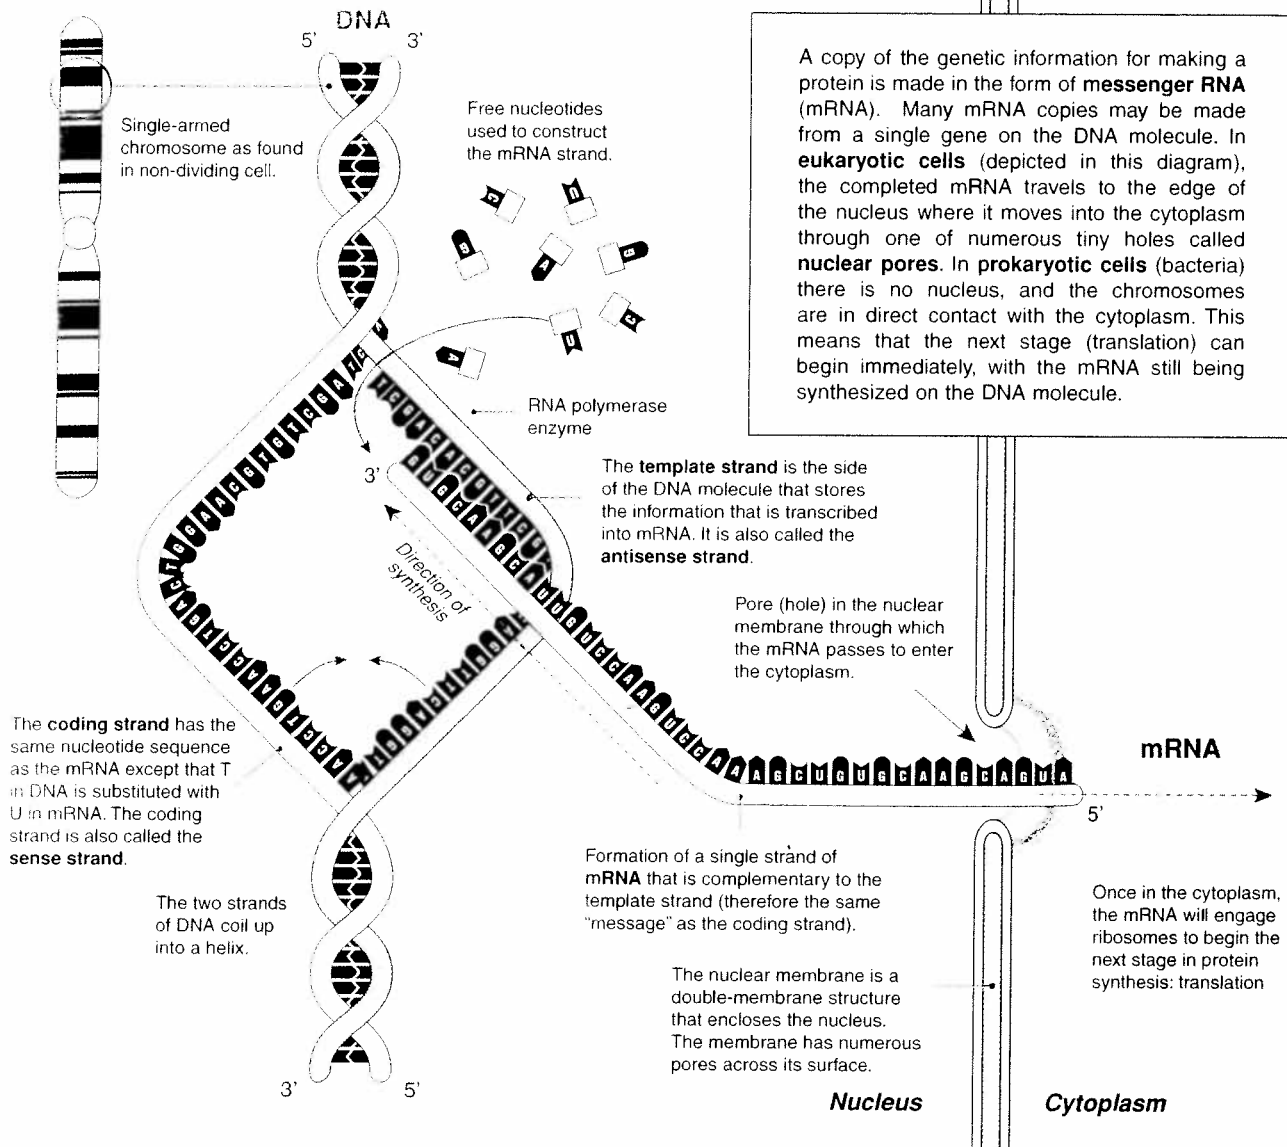 DNA
5' 3'
Single-armed
chromosome as found
in non-dividing cell.
Free nucleotides
used to construct
the mRNA strand.
A copy of the genetic information for making a
protein is made in the form of messenger RNA
(mRNA). Many mRNA copies may be made
from a single gene on the DNA molecule. In
eukaryotic cells (depicted in this diagram),
the completed mRNA travels to the edge of
the nucleus where it moves into the cytoplasm
through one of numerous tiny holes called
nuclear pores. In prokaryotic cells (bacteria)
there is no nucleus, and the chromosomes
are in direct contact with the cytoplasm. This
means that the next stage (translation) can
begin immediately, with the mRNA still being
synthesized on the DNA molecule.
RNA polymerase
enzyme
3'
The template strand is the side
of the DNA molecule that stores
the information that is transcribed
into mRNA. It is also called the
antisense strand.
Direction of
synthesis
Pore (hole) in the nuclear
membrane through which
the mRNA passes to enter
the cytoplasm.
The coding strand has the
same nucleotide sequence
as the mRNA except that T
in DNA is substituted with
U in mRNA. The coding
strand is also called the
sense strand.
mRNA
A G C U G U G C A A G C A G U A
5'
Formation of a single strand of
mRNA that is complementary to the
template strand (therefore the same
"message" as the coding strand).
The two strands
of DNA coil up
into a helix.
Once in the cytoplasm,
the mRNA will engage
ribosomes to begin the
next stage in protein
synthesis: translation
The nuclear membrane is a
double-membrane structure
that encloses the nucleus.
The membrane has numerous
pores across its surface.
3' 5'
Nucleus Cytoplasm